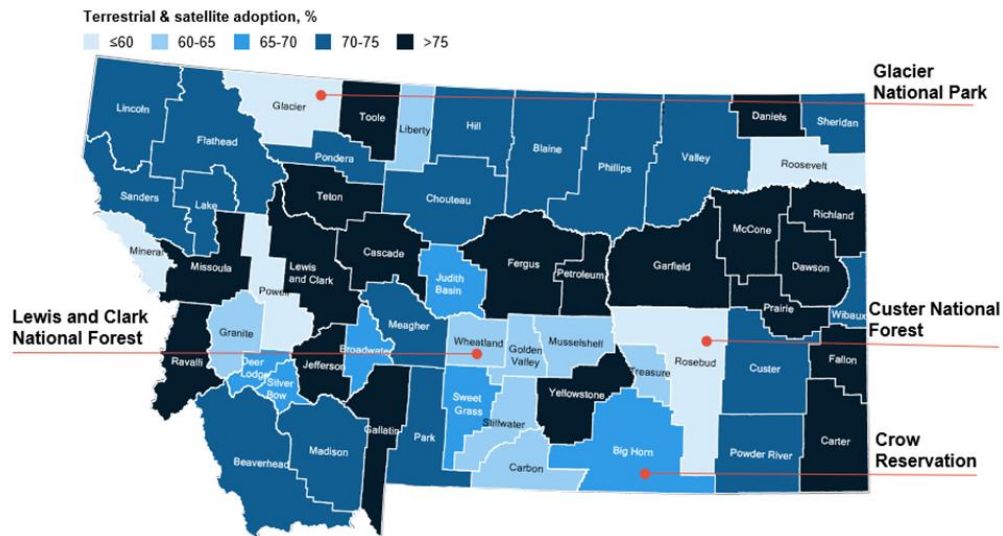 Terrestrial & satellite adoption, %
≤60 60-65 65-70 70-75 >75
Glacier
National Park
Lincoln
Flathead
Glacier
Toole
Liberty
Hill
Blaine
Phillips
Valley
Daniels
Sheridan
Roosevelt
Pondera
Sanders
Lake
Teton
Chouteau
Richland
McCone
Mineral
Missoula
Powell
Lewis
and Clark
Cascade
Judith
Basin
Fergus
Petroleum
Garfield
Dawson
Prairie
Wibaux
Lewis and Clark
National Forest
Custer National
Forest
Granite
Ravalli
Deer
Lodge
Silver
Bow
Jefferson
Broadwater
Meagher
Wheatland
Golden
Valley
Musselshell
Treasure
Rosebud
Custer
Fallon
Beaverhead
Madison
Gallatin
Park
Sweet
Grass
Stillwater
Carbon
Yellowstone
Big Horn
Powder River
Carter
Crow
Reservation